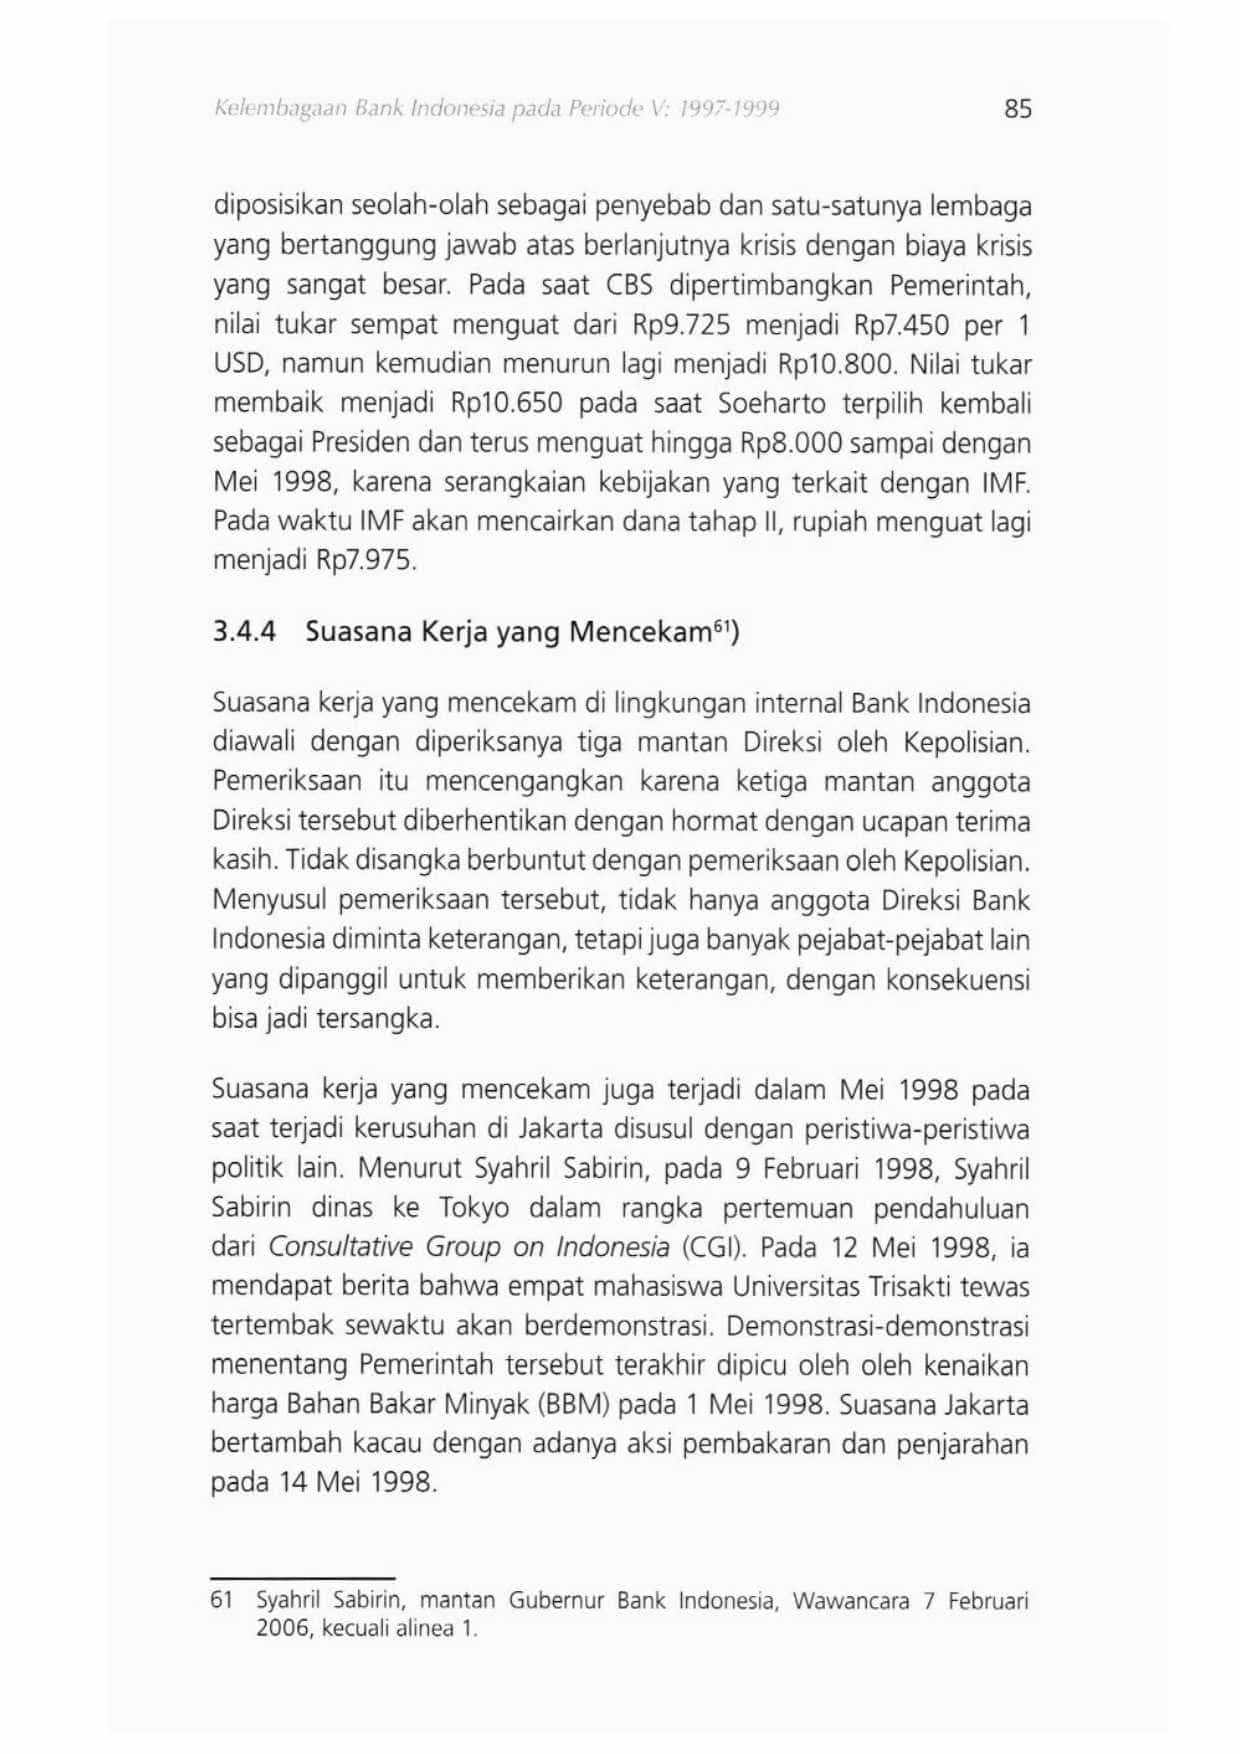 Kelembagaan Bank Indonesia pada Periode V: 1997-1999 85
diposisikan seolah-olah sebagai penyebab dan satu-satunya lembaga
yang bertanggung jawab atas berlanjutnya krisis dengan biaya krisis
yang sangat besar. Pada saat CBS dipertimbangkan Pemerintah,
nilai tukar sempat menguat dari Rp9.725 menjadi Rp7.450 per 1
USD, namun kemudian menurun lagi menjadi Rp10.800. Nilai tukar
membaik menjadi Rp10.650 pada saat Soeharto terpilih kembali
sebagai Presiden dan terus menguat hingga Rp8.000 sampai dengan
Mei 1998, karena serangkaian kebijakan yang terkait dengan IMF.
Pada waktu IMF akan mencairkan dana tahap II, rupiah menguat lagi
menjadi Rp7.975.
3.4.4 Suasana Kerja yang Mencekam⁶¹)
Suasana kerja yang mencekam di lingkungan internal Bank Indonesia
diawali dengan diperiksanya tiga mantan Direksi oleh Kepolisian.
Pemeriksaan itu mencengangkan karena ketiga mantan anggota
Direksi tersebut diberhentikan dengan hormat dengan ucapan terima
kasih. Tidak disangka berbuntut dengan pemeriksaan oleh Kepolisian.
Menyusul pemeriksaan tersebut, tidak hanya anggota Direksi Bank
Indonesia diminta keterangan, tetapi juga banyak pejabat-pejabat lain
yang dipanggil untuk memberikan keterangan, dengan konsekuensi
bisa jadi tersangka.
Suasana kerja yang mencekam juga terjadi dalam Mei 1998 pada
saat terjadi kerusuhan di Jakarta disusul dengan peristiwa-peristiwa
politik lain. Menurut Syahril Sabirin, pada 9 Februari 1998, Syahril
Sabirin dinas ke Tokyo dalam rangka pertemuan pendahuluan
dari Consultative Group on Indonesia (CGI). Pada 12 Mei 1998, ia
mendapat berita bahwa empat mahasiswa Universitas Trisakti tewas
tertembak sewaktu akan berdemonstrasi. Demonstrasi-demonstrasi
menentang Pemerintah tersebut terakhir dipicu oleh oleh kenaikan
harga Bahan Bakar Minyak (BBM) pada 1 Mei 1998. Suasana Jakarta
bertambah kacau dengan adanya aksi pembakaran dan penjarahan
pada 14 Mei 1998.
61 Syahril Sabirin, mantan Gubernur Bank Indonesia, Wawancara 7 Februari
2006, kecuali alinea 1.